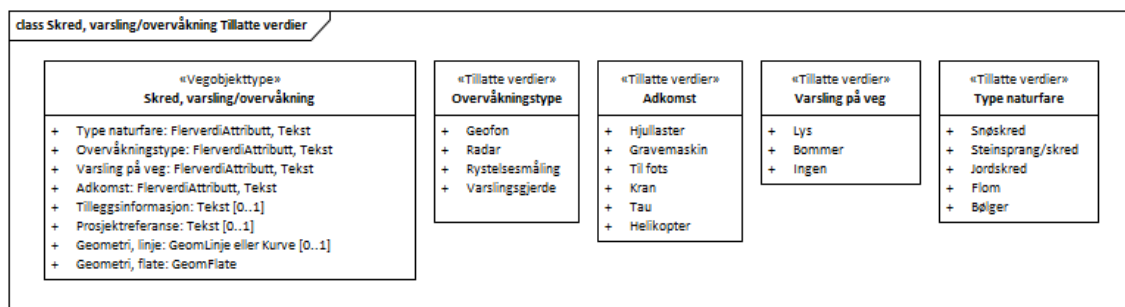 class Skred, varsling/overvåkning Tillatte verdier
«Vegobjekttype»
Skred, varsling/overvåkning
+ Type naturfare: FlerverdiAttributt, Tekst
+ Overvåkningstype: FlerverdiAttributt, Tekst
+ Varsling på veg: FlerverdiAttributt, Tekst
+ Adkomst: FlerverdiAttributt, Tekst
+ Tilleggsinformasjon: Tekst [0..1]
+ Prosjektreferanse: Tekst [0..1]
+ Geometri, linje: GeomLinje eller Kurve [0..1]
+ Geometri, flate: GeomFlate
«Tillatte verdier»
Overvåkningstype
+ Geofon
+ Radar
+ Rystelsesmåling
+ Varslingsgjerde
«Tillatte verdier»
Adkomst
+ Hjullaster
+ Gravemaskin
+ Til fots
+ Kran
+ Tau
+ Helikopter
«Tillatte verdier»
Varsling på veg
+ Lys
+ Bommer
+ Ingen
«Tillatte verdier»
Type naturfare
+ Snøskred
+ Steinsprang/skred
+ Jordskred
+ Flom
+ Bølger